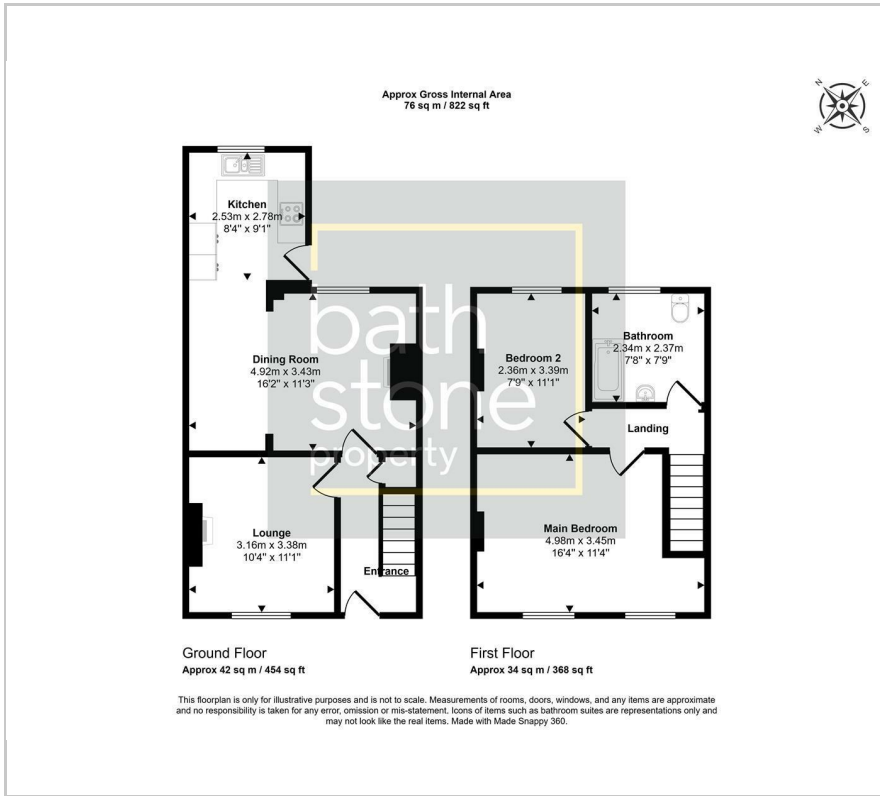 Approx Gross Internal Area
76 sq m / 822 sq ft
N
E
W
S
Kitchen
2.53m x 2.78m
8'4" x 9'1"
Dining Room
4.92m x 3.43m
16'2" x 11'3"
Lounge
3.16m x 3.38m
10'4" x 11'1"
Entrance
bath
stone
property
Bedroom 2
2.36m x 3.39m
7'9" x 11'1"
Bathroom
2.34m x 2.37m
7'8" x 7'9"
Landing
Main Bedroom
4.98m x 3.45m
16'4" x 11'4"
Ground Floor
Approx 42 sq m / 454 sq ft
First Floor
Approx 34 sq m / 368 sq ft
This floorplan is only for illustrative purposes and is not to scale. Measurements of rooms, doors, windows, and any items are approximate
and no responsibility is taken for any error, omission or mis-statement. Icons of items such as bathroom suites are representations only and
may not look like the real items. Made with Made Snappy 360.